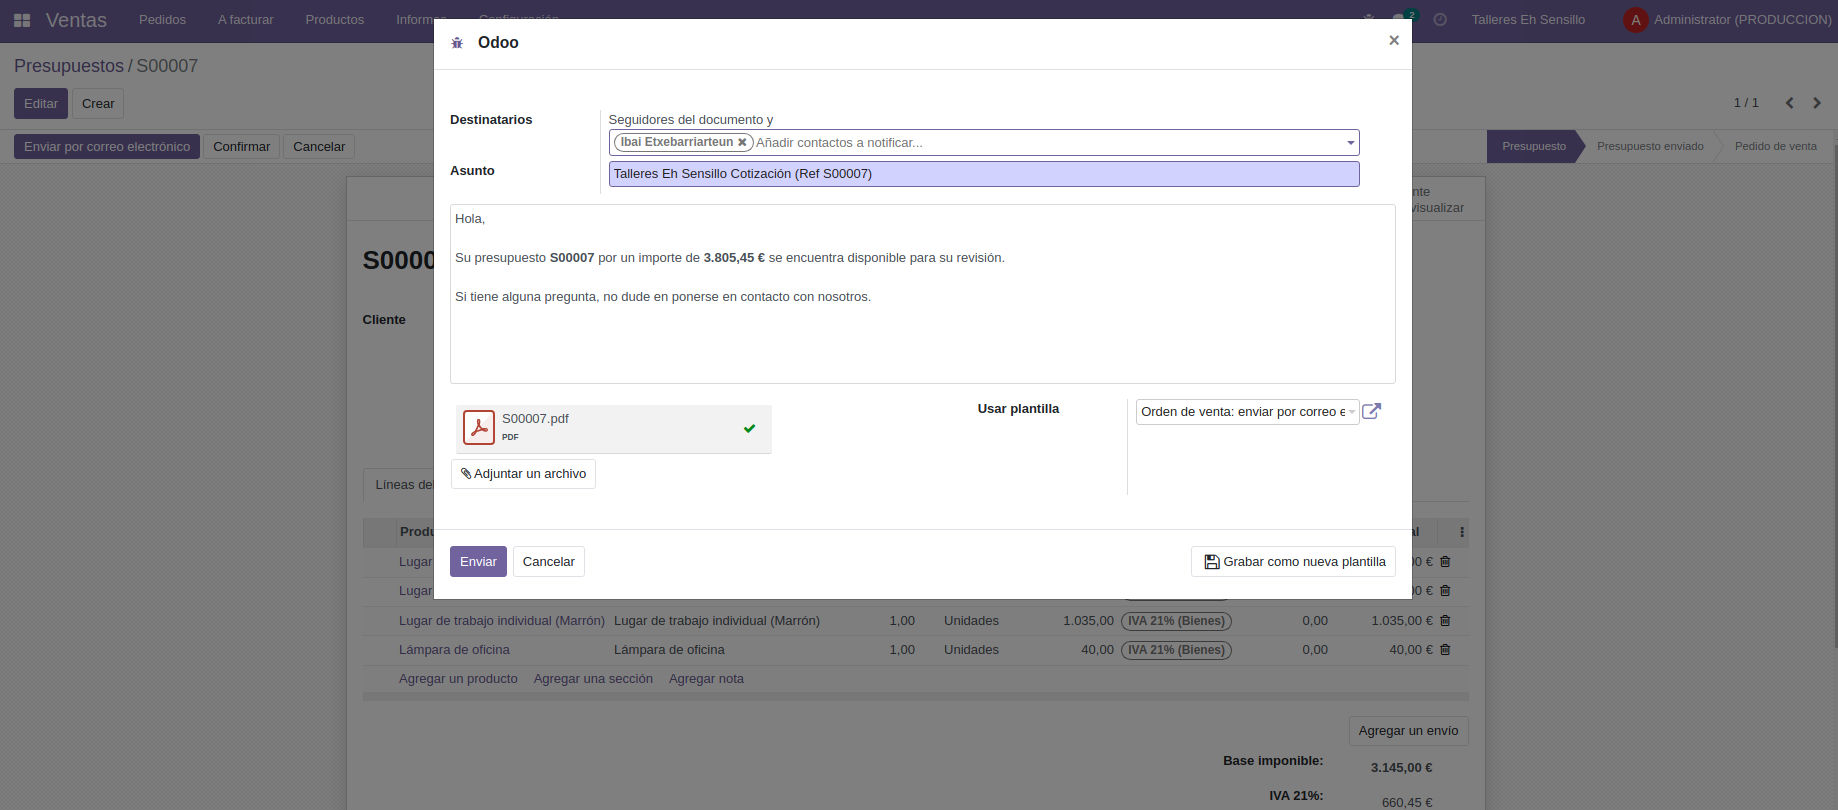 Ventas Pedidos A facturar Productos Informes Configuración 2 Talleres Eh Sensillo A Administrator (PRODUCCION)
Presupuestos / S00007
Editar Crear
1 / 1
Enviar por correo electrónico Confirmar Cancelar
Presupuesto Presupuesto enviado Pedido de venta
Odoo ×
Destinatarios
Seguidores del documento y
Ibai Etxebarriarteun Añadir contactos a notificar...
Asunto
Talleres Eh Sensillo Cotización (Ref S00007)
Hola,
Su presupuesto S00007 por un importe de 3.805,45 € se encuentra disponible para su revisión.
Si tiene alguna pregunta, no dude en ponerse en contacto con nosotros.
S00007.pdf
PDF
Adjuntar un archivo
Usar plantilla
Orden de venta: enviar por correo e
Enviar Cancelar Grabar como nueva plantilla
nte
visualizar
S0000
Cliente
Líneas del
Produ al
Lugar 00 €
Lugar 00 €
Lugar de trabajo individual (Marrón) Lugar de trabajo individual (Marrón) 1,00 Unidades 1.035,00 IVA 21% (Bienes) 0,00 1.035,00 €
Lámpara de oficina Lámpara de oficina 1,00 Unidades 40,00 IVA 21% (Bienes) 0,00 40,00 €
Agregar un producto Agregar una sección Agregar nota
Agregar un envío
Base imponible: 3.145,00 €
IVA 21%: 660,45 €